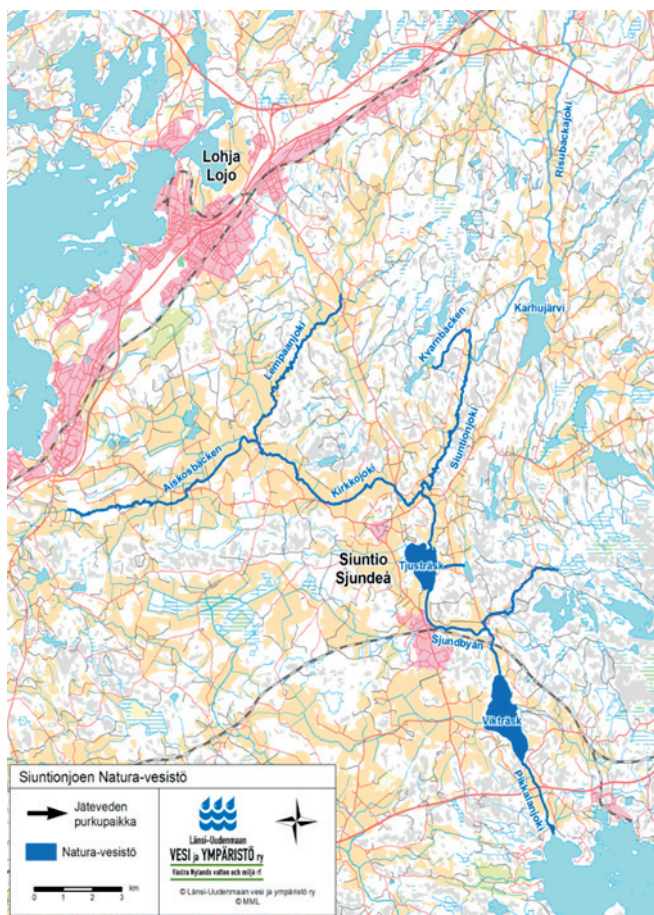 Lohja
Lojo
Risubackajoki
Karhujärvi
Lempaanjoki
Kvarnbäcken
Siuntionjoki
Aiskosbäcken
Kirkkojoki
Siuntio
Sjundeå
Tjusträsk
Sjundbyån
Vikträsk
Pikkalanjoki
Siuntionjoen Natura-vesistö
Jäteveden
purkupaikka
Natura-vesistö
0 1 2 3 km
Länsi-Uudenmaan
VESI ja YMPÄRISTÖ ry
Västra Nylands vatten och miljö rf
© Länsi-Uudenmaan vesi ja ympäristö ry
© MML